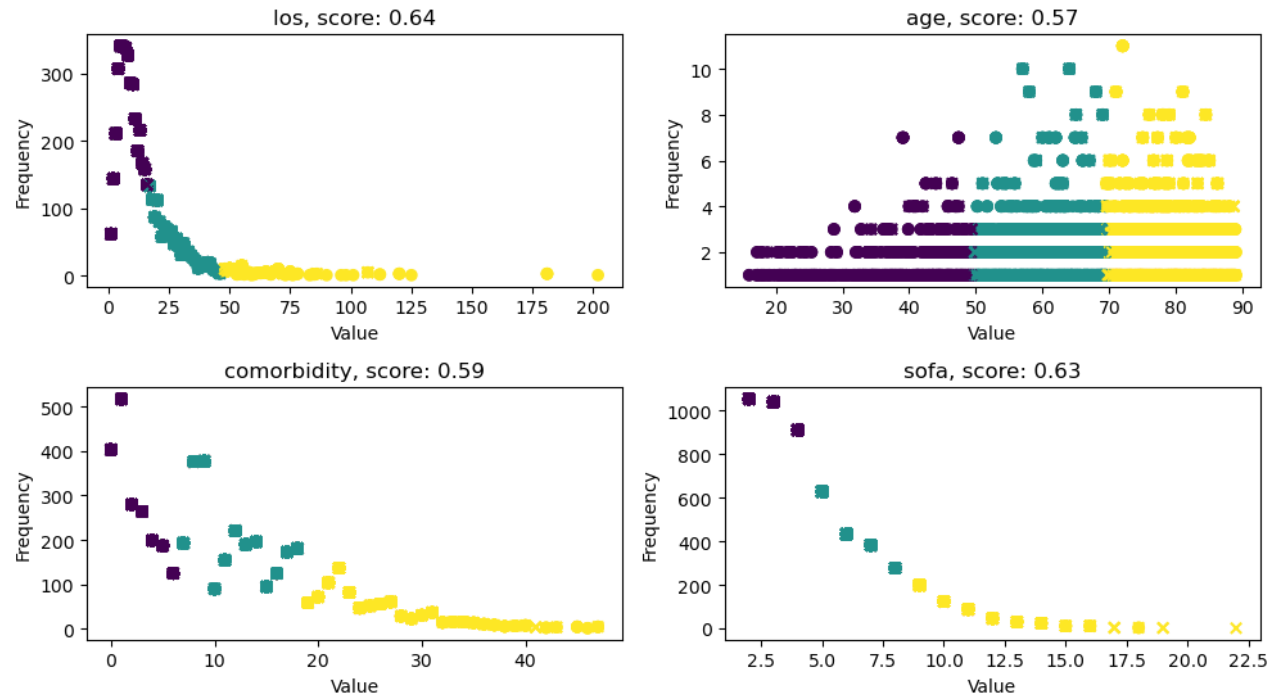 los, score: 0.64
Frequency
300
200
100
0
0 25 50 75 100 125 150 175 200
Value
age, score: 0.57
Frequency
10
8
6
4
2
20 30 40 50 60 70 80 90
Value
comorbidity, score: 0.59
Frequency
500
400
300
200
100
0
0 10 20 30 40
Value
sofa, score: 0.63
Frequency
1000
800
600
400
200
0
2.5 5.0 7.5 10.0 12.5 15.0 17.5 20.0 22.5
Value